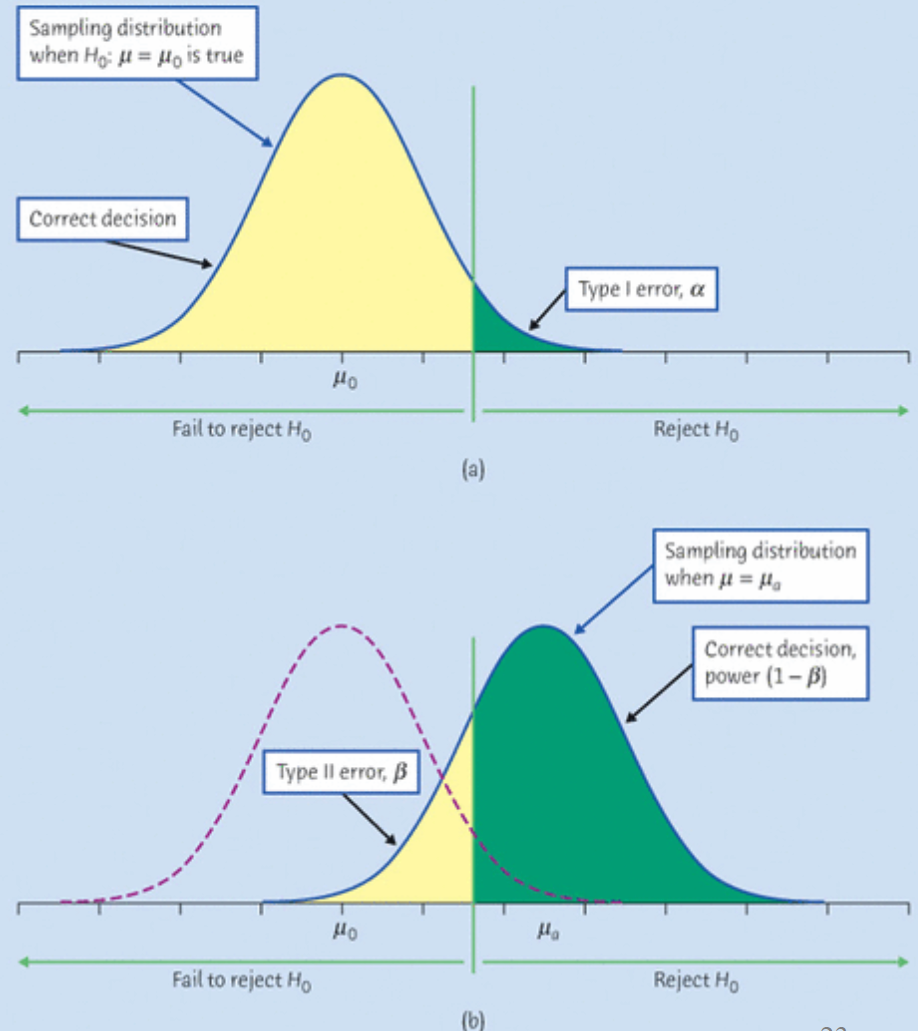 Sampling distribution
when H₀: μ = μ₀ is true
Correct decision
Type I error, α
μ₀
Fail to reject H₀
Reject H₀
(a)
Sampling distribution
when μ = μₐ
Correct decision,
power (1 – β)
Type II error, β
μ₀
μₐ
Fail to reject H₀
Reject H₀
(b)